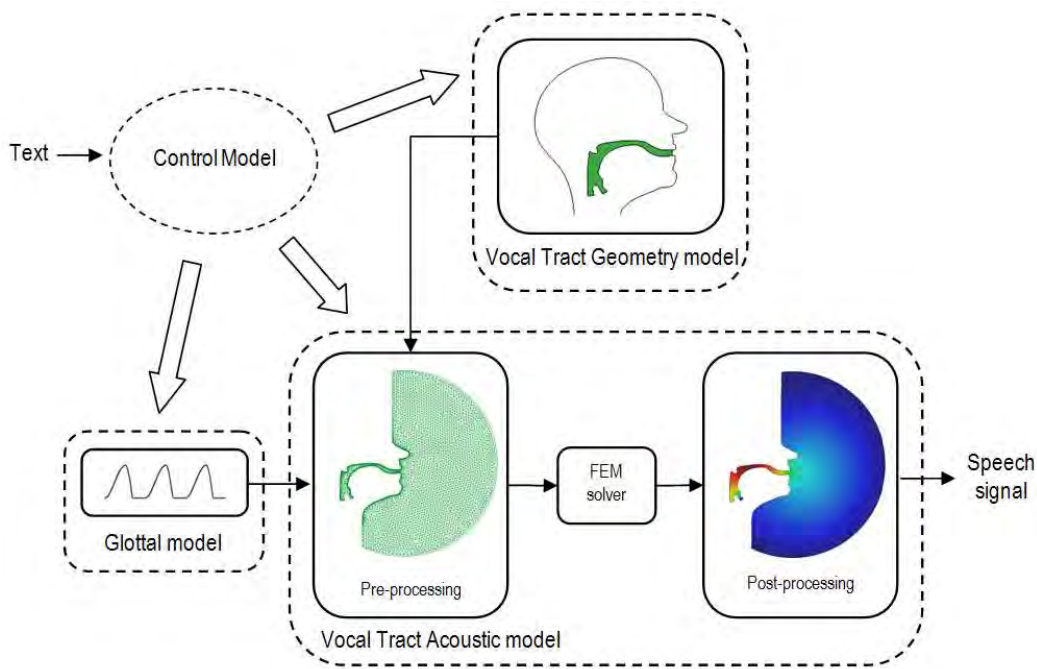 Text
Control Model
Vocal Tract Geometry model
Glottal model
Pre-processing
FEM
solver
Post-processing
Speech
signal
Vocal Tract Acoustic model